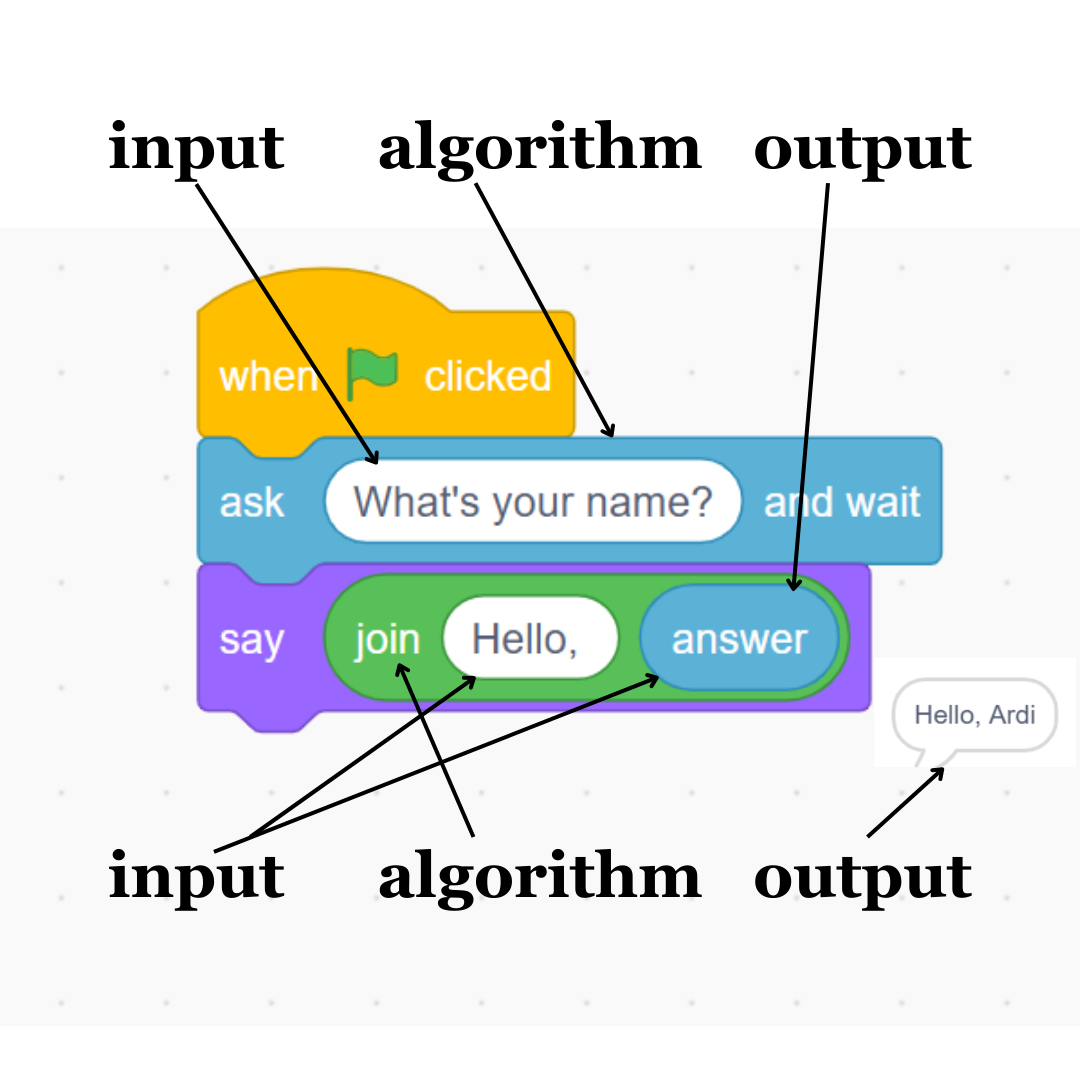 input algorithm output
when clicked
ask What's your name? and wait
say join Hello, answer
Hello, Ardi
input algorithm output